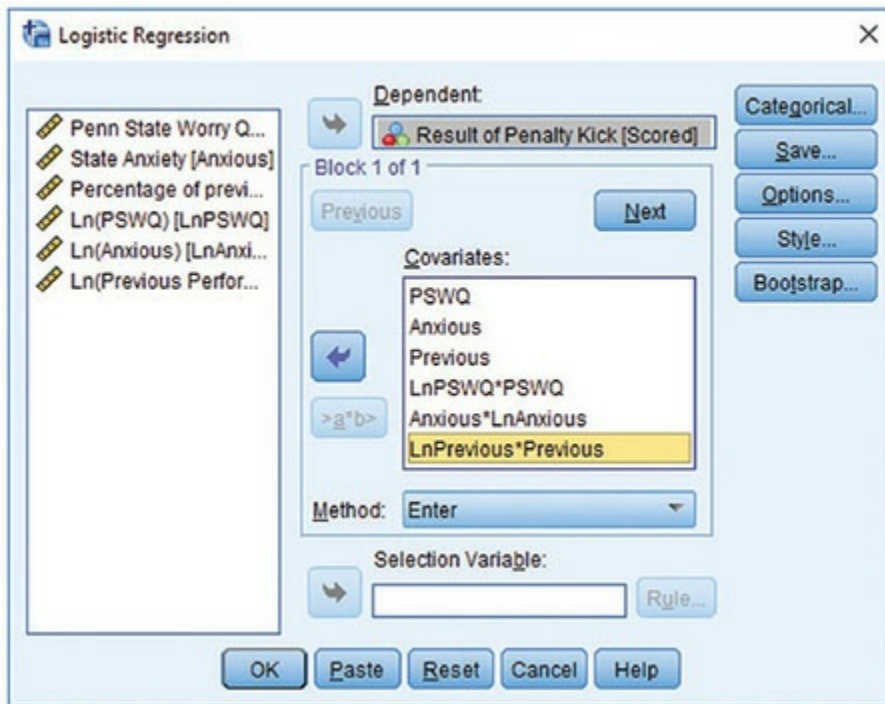 Logistic Regression
Penn State Worry Q...
State Anxiety [Anxious]
Percentage of previ...
Ln(PSWQ) [LnPSWQ]
Ln(Anxious) [LnAnxi...
Ln(Previous Perfor...
Dependent:
Result of Penalty Kick [Scored]
Block 1 of 1
Previous
Next
Covariates:
PSWQ
Anxious
Previous
LnPSWQ*PSWQ
Anxious*LnAnxious
LnPrevious*Previous
>a*b>
Method:
Enter
Selection Variable:
Rule...
Categorical...
Save...
Options...
Style...
Bootstrap...
OK
Paste
Reset
Cancel
Help